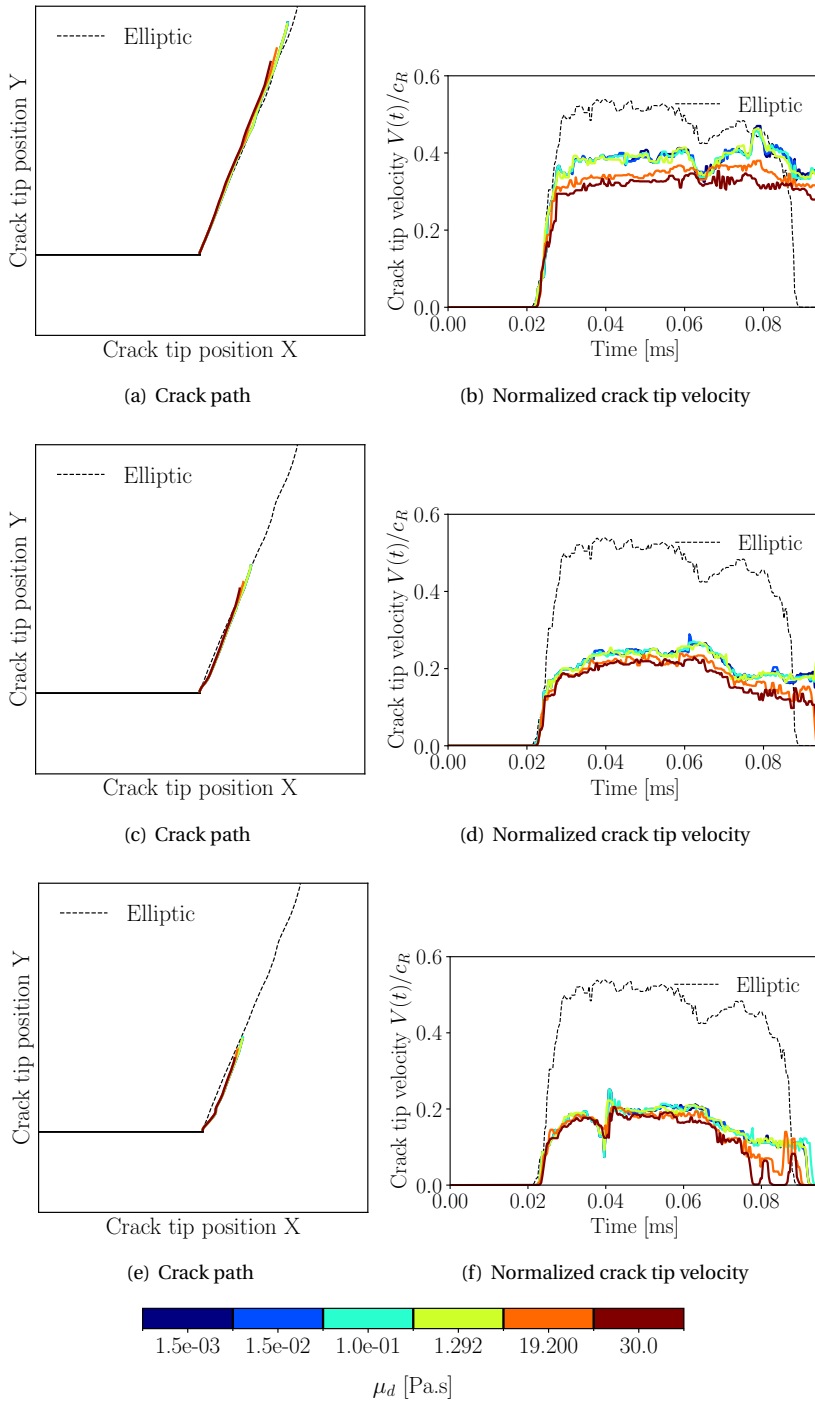 Elliptic
Crack tip position Y
Crack tip position X
(a) Crack path
Elliptic
Crack tip velocity V(t)/c_R
0.6
0.4
0.2
0.0
0.00 0.02 0.04 0.06 0.08
Time [ms]
(b) Normalized crack tip velocity
Elliptic
Crack tip position Y
Crack tip position X
(c) Crack path
Elliptic
Crack tip velocity V(t)/c_R
0.6
0.4
0.2
0.0
0.00 0.02 0.04 0.06 0.08
Time [ms]
(d) Normalized crack tip velocity
Elliptic
Crack tip position Y
Crack tip position X
(e) Crack path
Elliptic
Crack tip velocity V(t)/c_R
0.6
0.4
0.2
0.0
0.00 0.02 0.04 0.06 0.08
Time [ms]
(f) Normalized crack tip velocity
1.5e-03 1.5e-02 1.0e-01 1.292 19.200 30.0
μ_d [Pa.s]